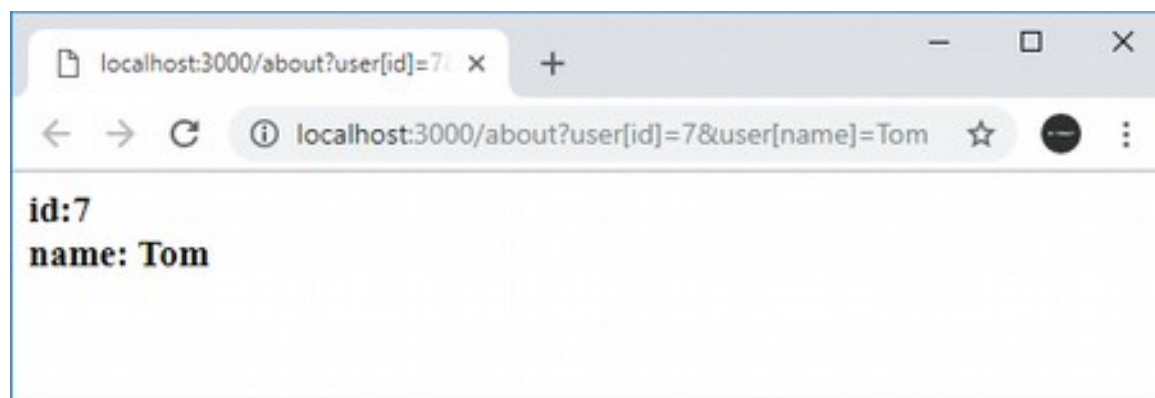 localhost:3000/about?user[id]=7
localhost:3000/about?user[id]=7&user[name]=Tom
id:7
name: Tom